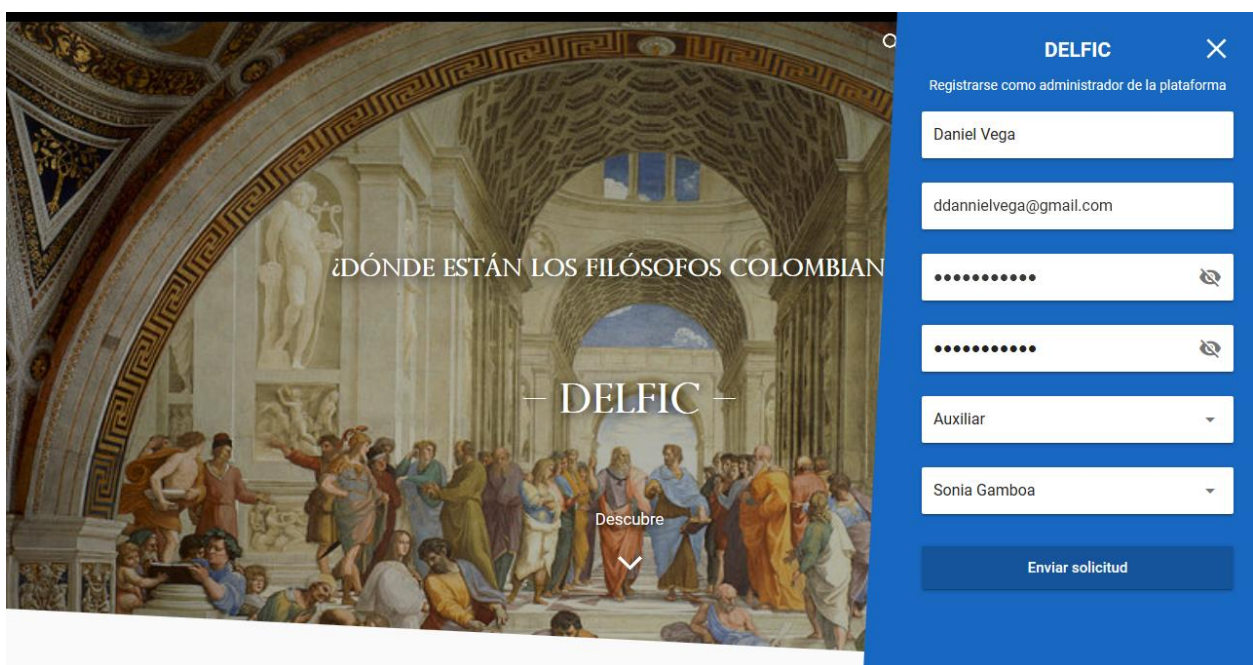 ¿DÓNDE ESTÁN LOS FILÓSOFOS COLOMBIAN
– DELFIC –
Descubre
DELFIC
Registrarse como administrador de la plataforma
Daniel Vega
ddannielvega@gmail.com
•••••••••••
•••••••••••
Auxiliar
Sonia Gamboa
Enviar solicitud